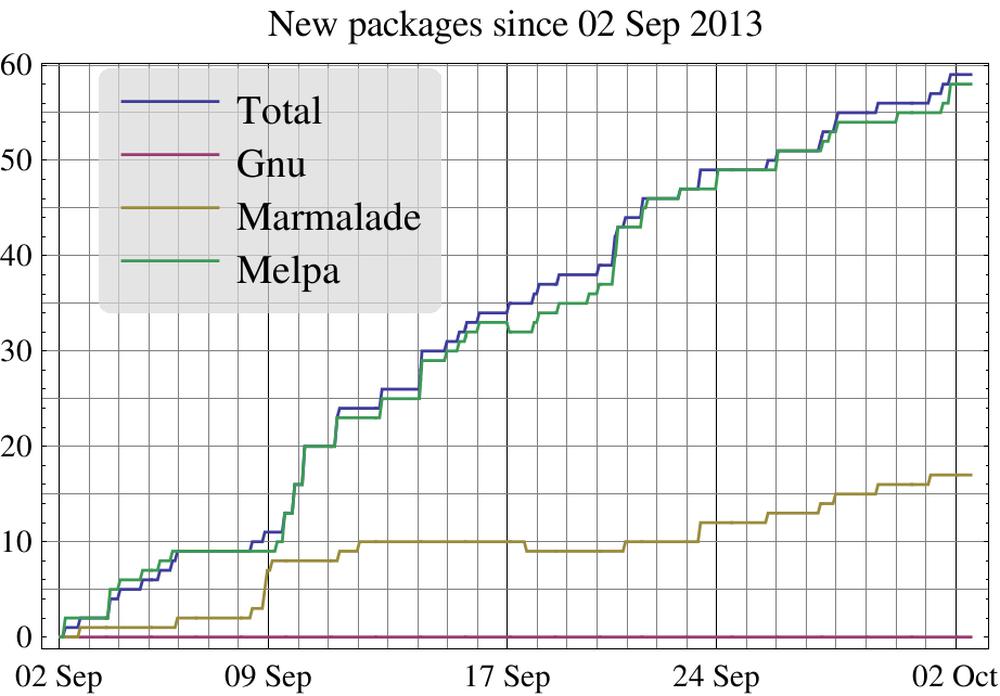 New packages since 02 Sep 2013
60
50
40
30
20
10
0
Total
Gnu
Marmalade
Melpa
02 Sep 09 Sep 17 Sep 24 Sep 02 Oct